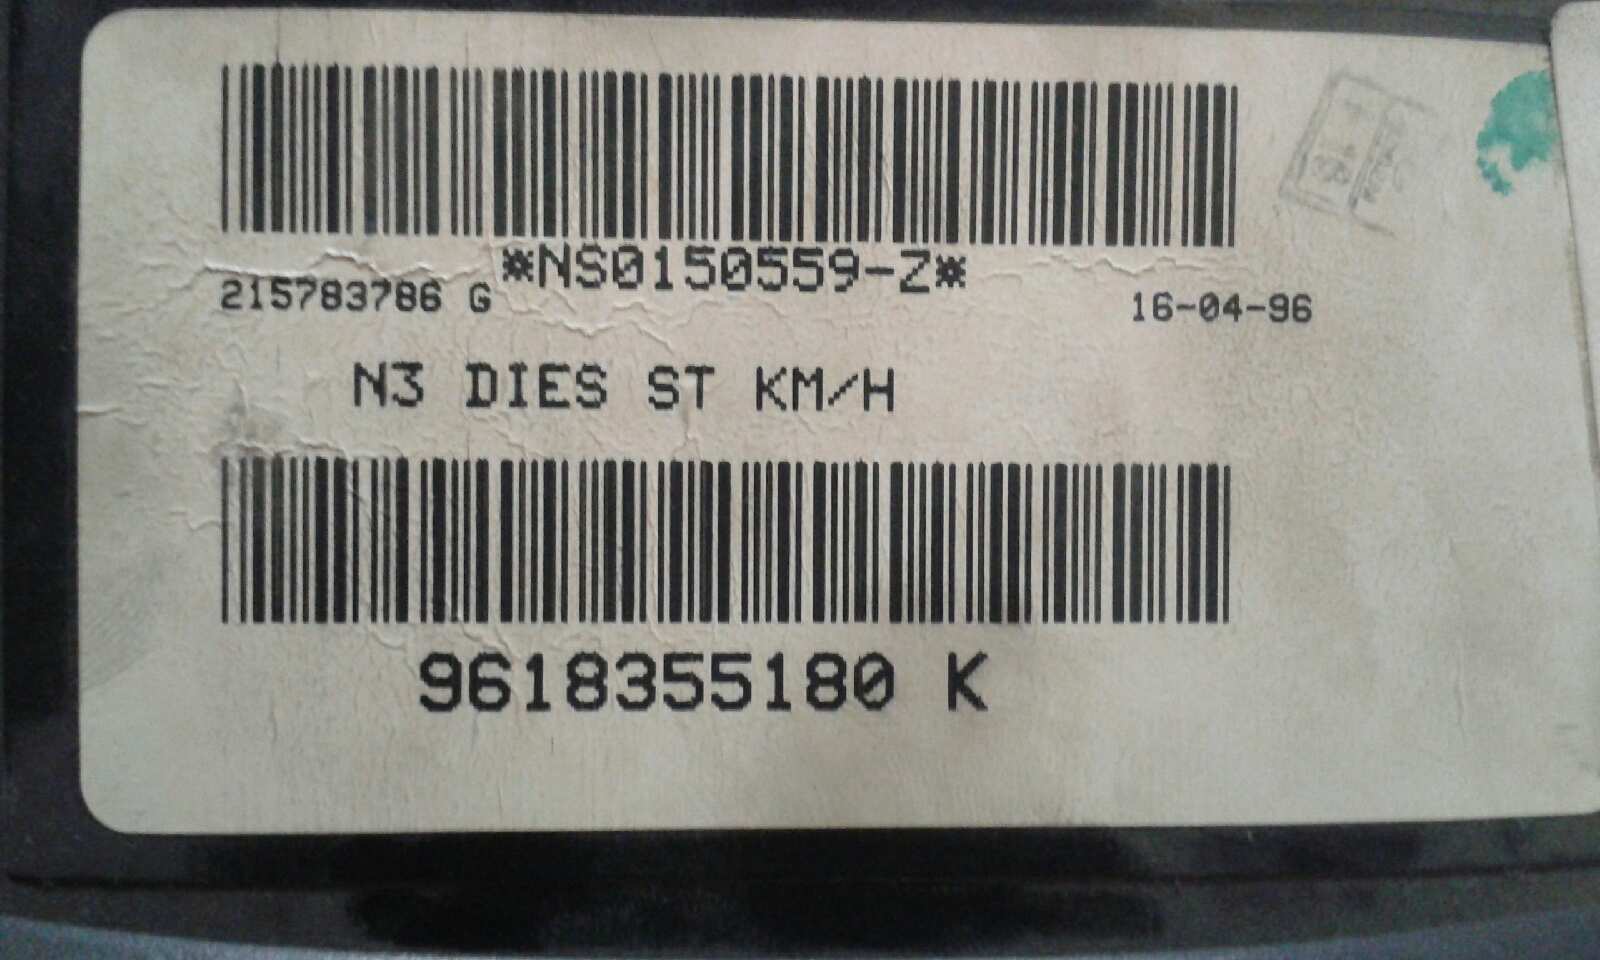 *NS0150559-Z*
215783786 G
16-04-96
N3 DIES ST KM/H
9618355180 K